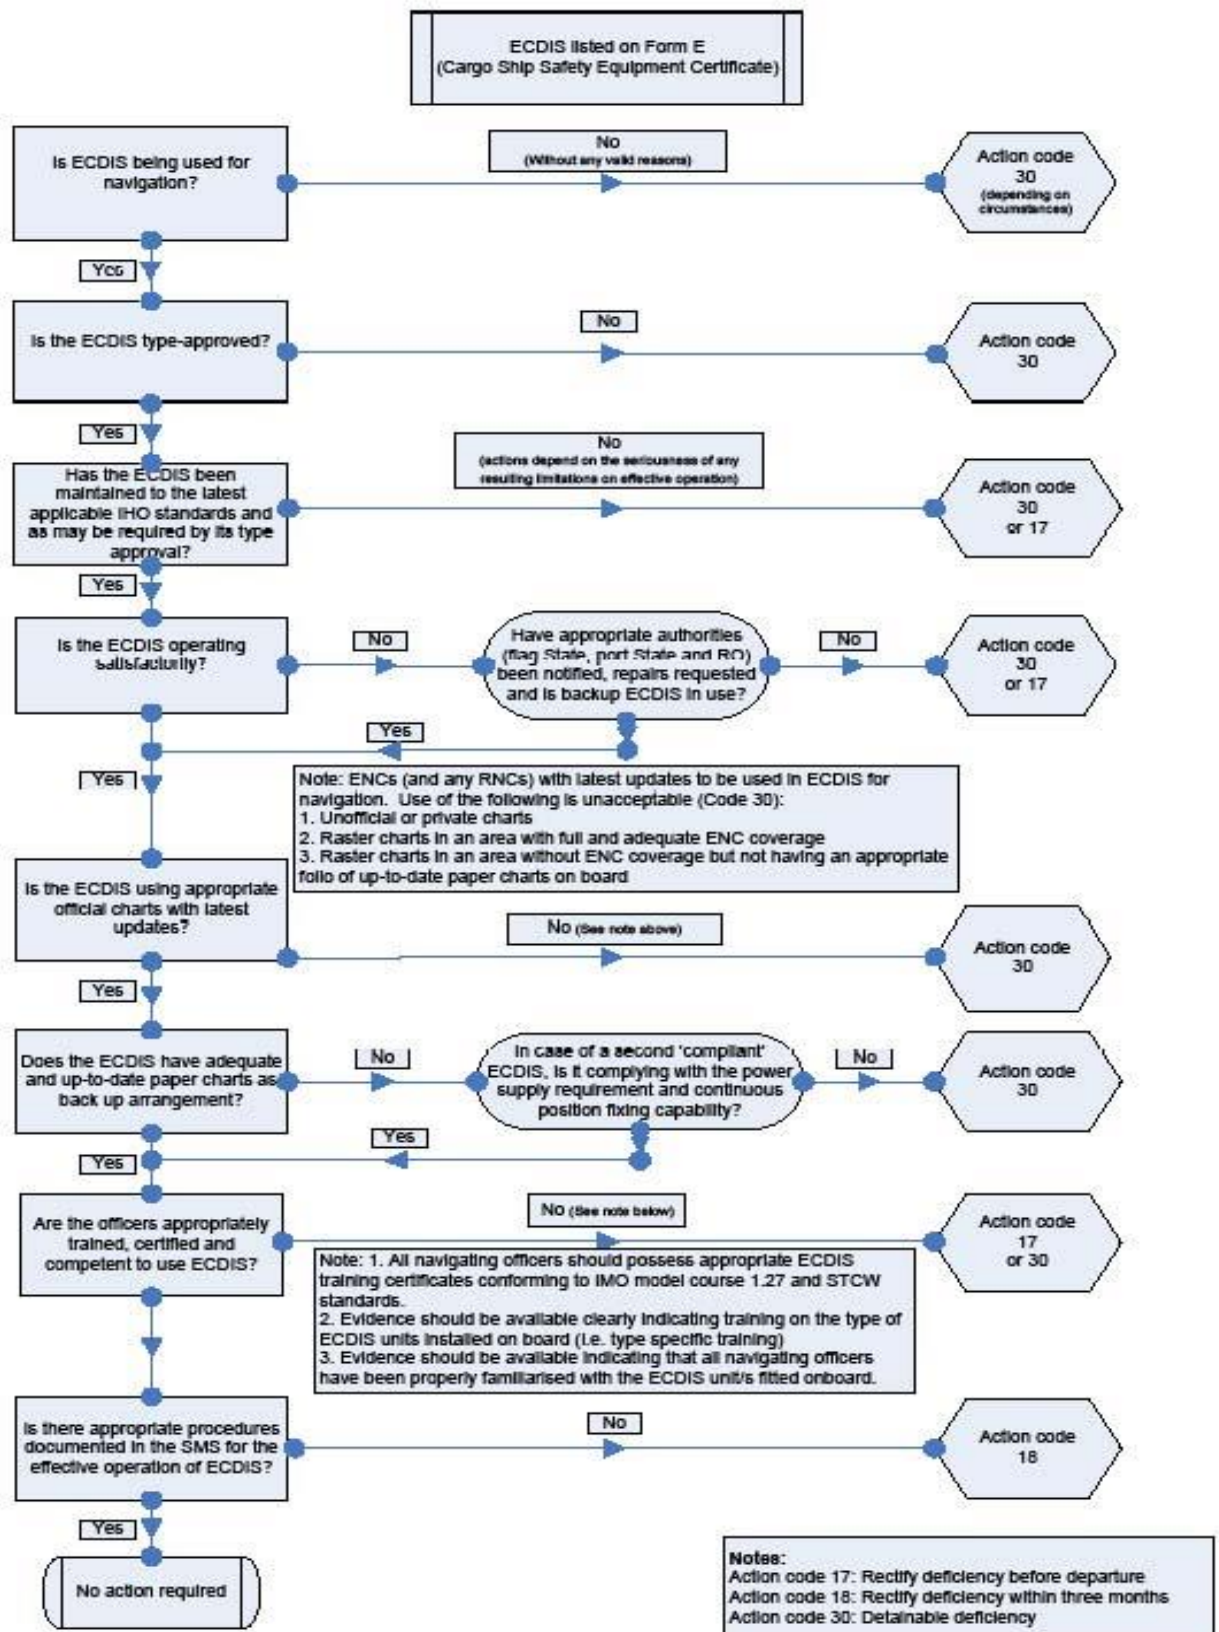 ECDIS listed on Form E
(Cargo Ship Safety Equipment Certificate)
Is ECDIS being used for
navigation?
No
(Without any valid reasons)
Action code
30
(depending on
circumstances)
Yes
Is the ECDIS type-approved?
No
Action code
30
Yes
Has the ECDIS been
maintained to the latest
applicable IHO standards and
as may be required by its type
approval?
No
(actions depend on the seriousness of any
resulting limitations on effective operation)
Action code
30
or 17
Yes
Is the ECDIS operating
satisfactorily?
No
Have appropriate authorities
(flag State, port State and RO)
been notified, repairs requested
and is backup ECDIS in use?
No
Action code
30
or 17
Yes
Yes
Note: ENCs (and any RNCs) with latest updates to be used in ECDIS for
navigation. Use of the following is unacceptable (Code 30):
1. Unofficial or private charts
2. Raster charts in an area with full and adequate ENC coverage
3. Raster charts in an area without ENC coverage but not having an appropriate
folio of up-to-date paper charts on board
Is the ECDIS using appropriate
official charts with latest
updates?
No (See note above)
Action code
30
Yes
Does the ECDIS have adequate
and up-to-date paper charts as
back up arrangement?
No
In case of a second 'compliant'
ECDIS, is it complying with the power
supply requirement and continuous
position fixing capability?
No
Action code
30
Yes
Yes
Are the officers appropriately
trained, certified and
competent to use ECDIS?
No (See note below)
Action code
17
or 30
Note: 1. All navigating officers should possess appropriate ECDIS
training certificates conforming to IMO model course 1.27 and STCW
standards.
2. Evidence should be available clearly indicating training on the type of
ECDIS units installed on board (i.e. type specific training)
3. Evidence should be available indicating that all navigating officers
have been properly familiarised with the ECDIS unit/s fitted onboard.
Is there appropriate procedures
documented in the SMS for the
effective operation of ECDIS?
No
Action code
18
Yes
No action required
Notes:
Action code 17: Rectify deficiency before departure
Action code 18: Rectify deficiency within three months
Action code 30: Detainable deficiency